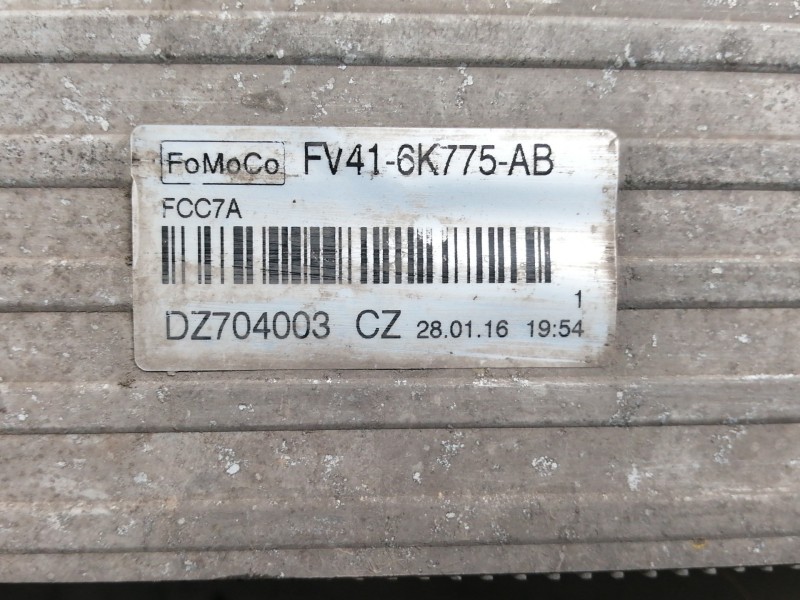 FoMoCo FV41-6K775-AB
FCC7A
1
DZ704003 CZ 28.01.16 19:54